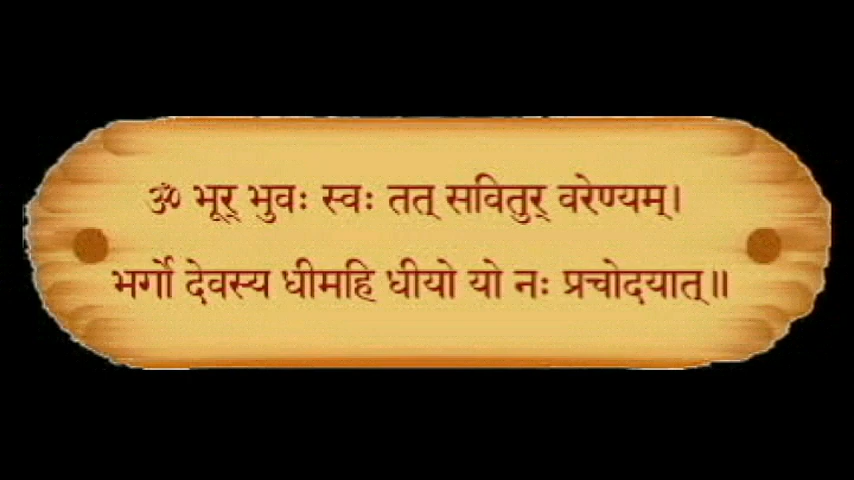 ॐ भूर् भुवः स्वः तत् सवितुर् वरेण्यम्।
भर्गो देवस्य धीमहि धीयो यो नः प्रचोदयात्॥